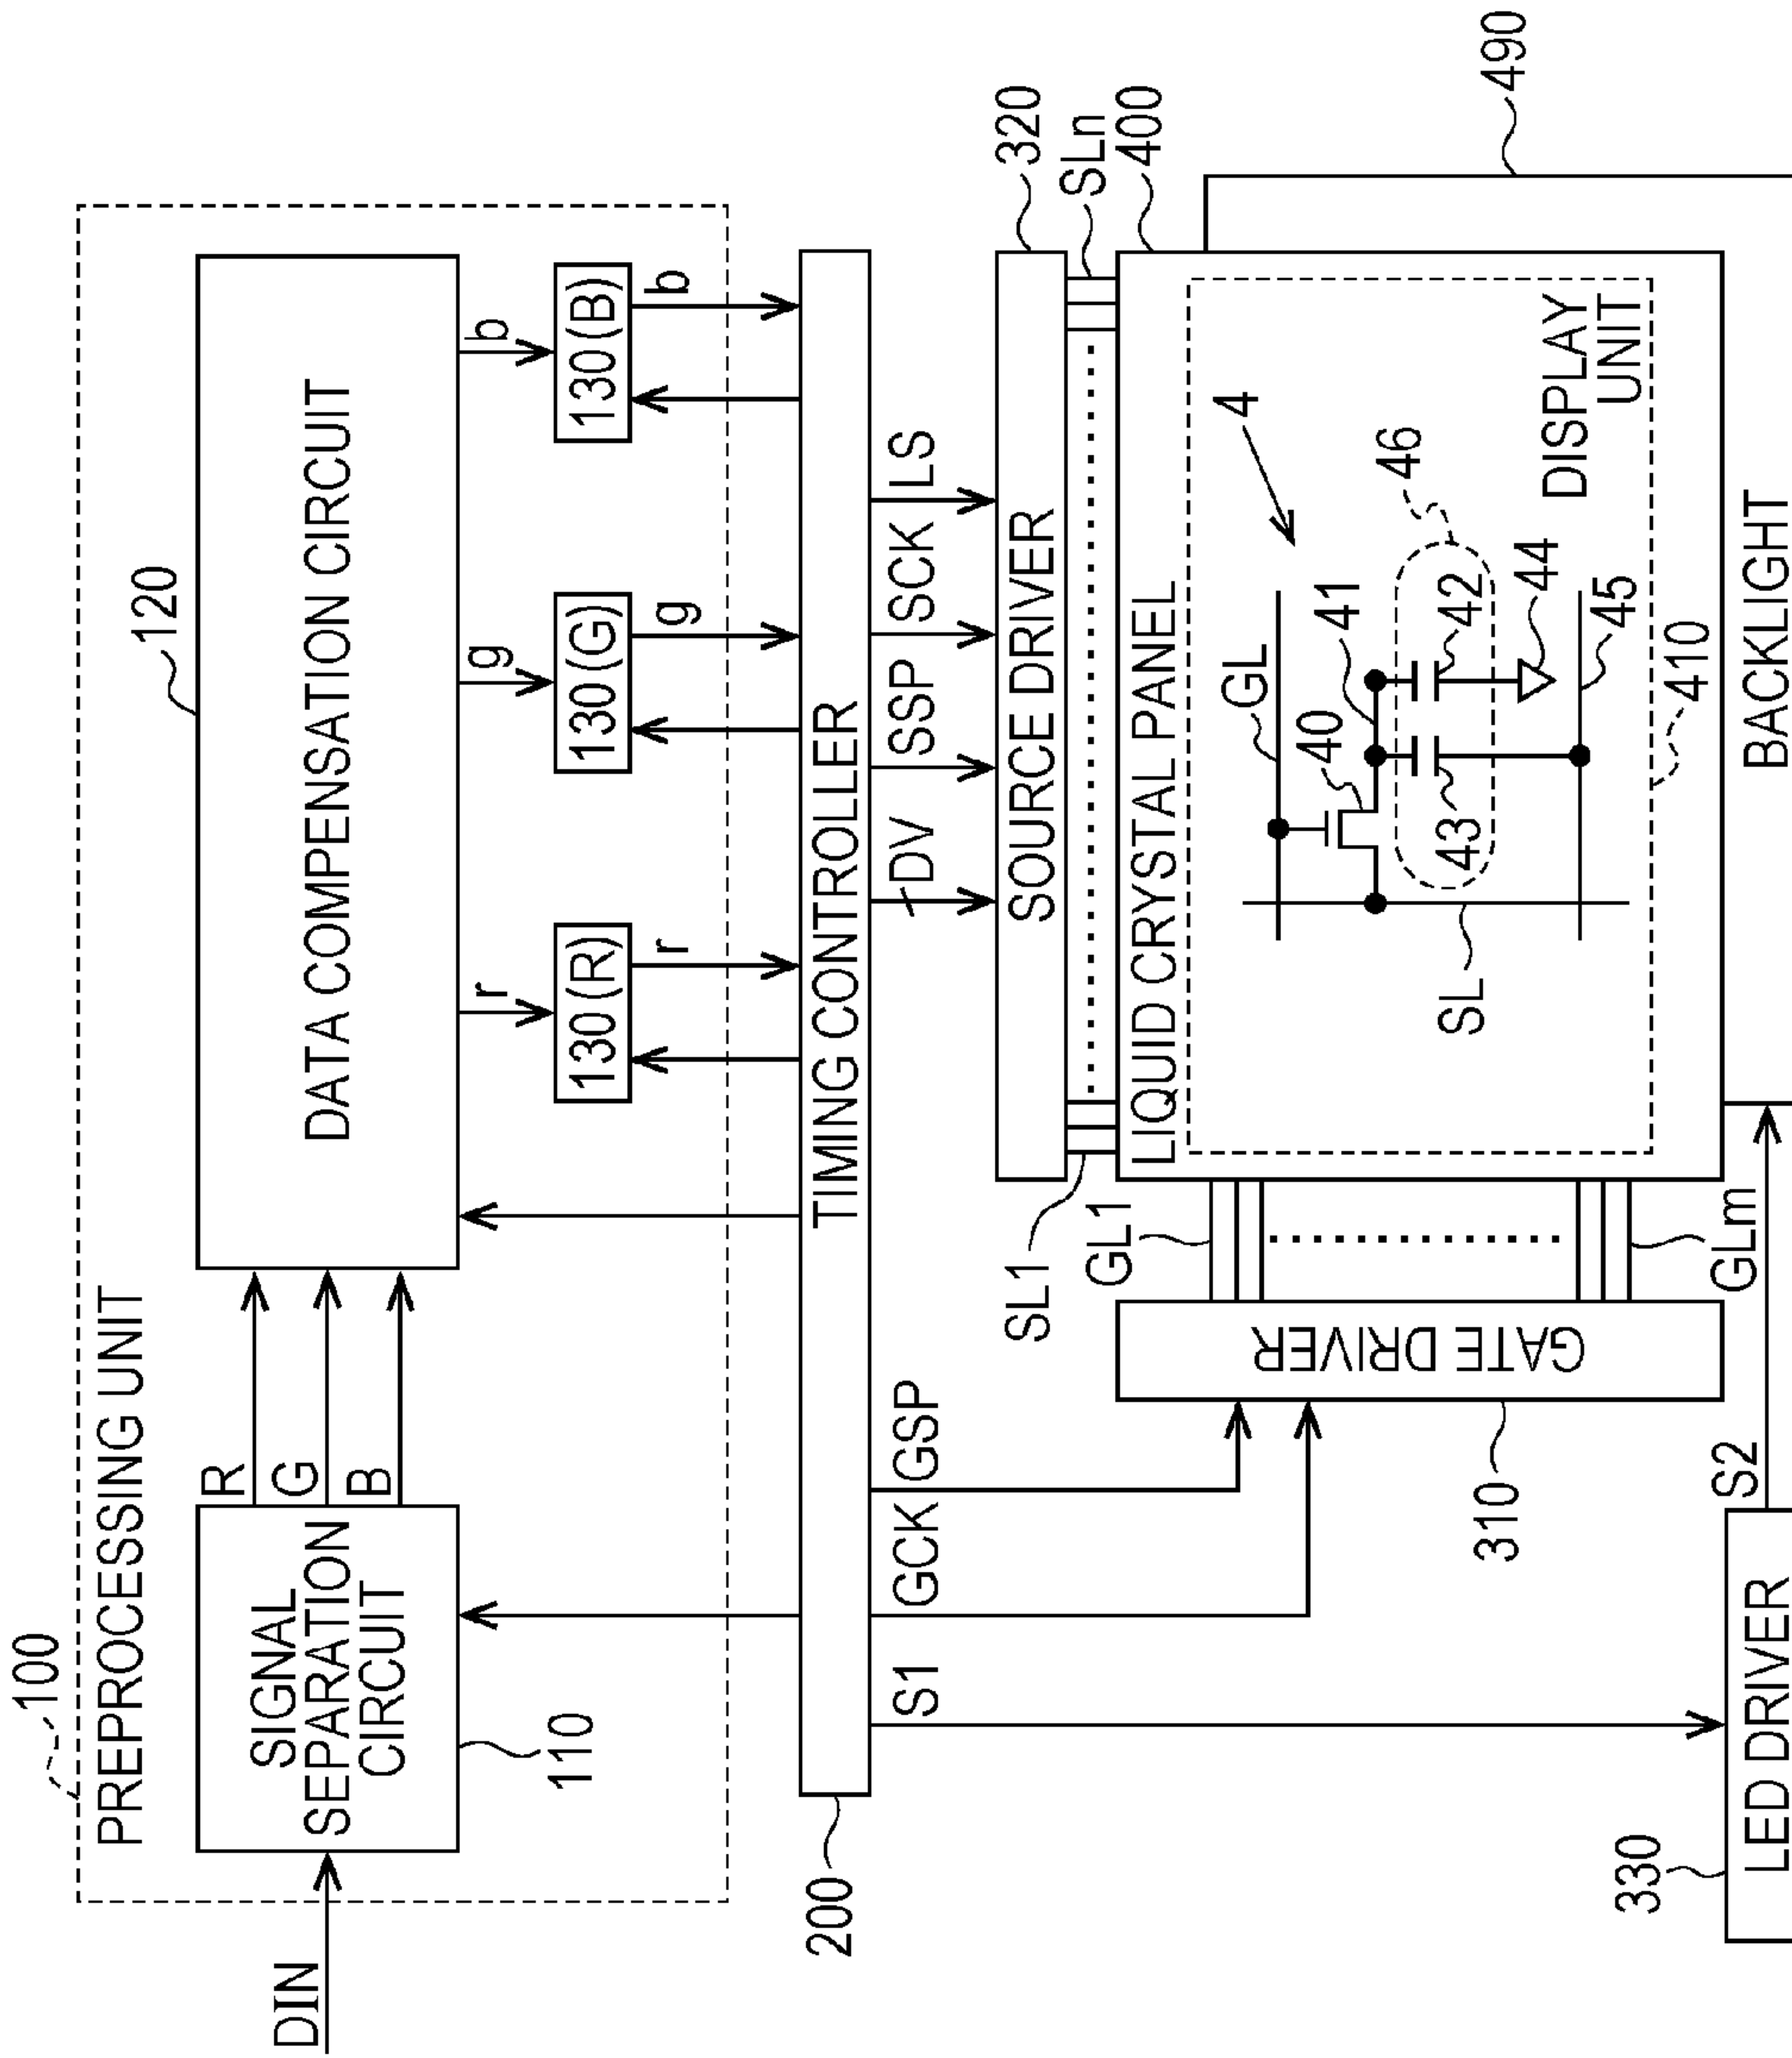 100
PREPROCESSING UNIT
DIN
SIGNAL
SEPARATION
CIRCUIT
110
R
G
B
120
DATA COMPENSATION CIRCUIT
r
g
b
130(R)
130(G)
130(B)
r
g
b
200
TIMING CONTROLLER
S1
GCK
GSP
DV
SSP
SCK
LS
SOURCE DRIVER
320
SL1
SLn
400
GL1
GLm
GATE DRIVER
310
LIQUID CRYSTAL PANEL
GL
4
40
41
46
43
42
44
45
SL
DISPLAY
UNIT
410
490
330
LED DRIVER
S2
BACKLIGHT